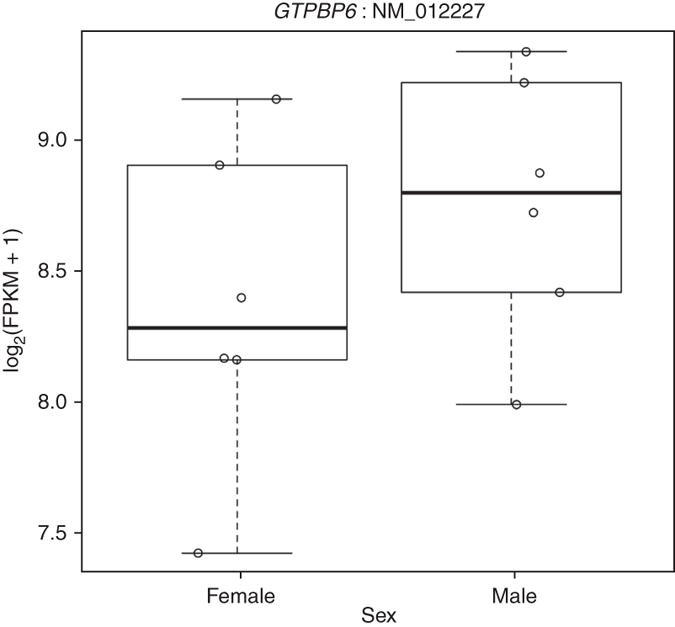 GTPBP6 : NM_012227
log2(FPKM + 1)
9.0
8.5
8.0
7.5
Female Male
Sex